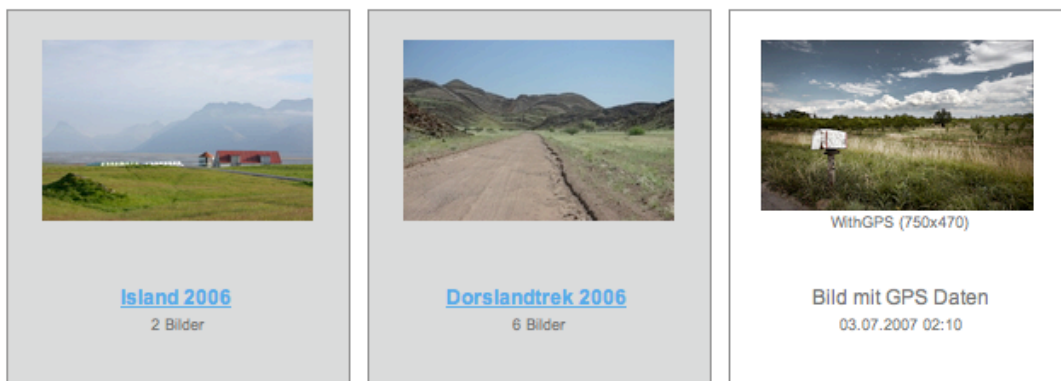 WithGPS (750x470)
Island 2006
2 Bilder
Dorslandtrek 2006
6 Bilder
Bild mit GPS Daten
03.07.2007 02:10